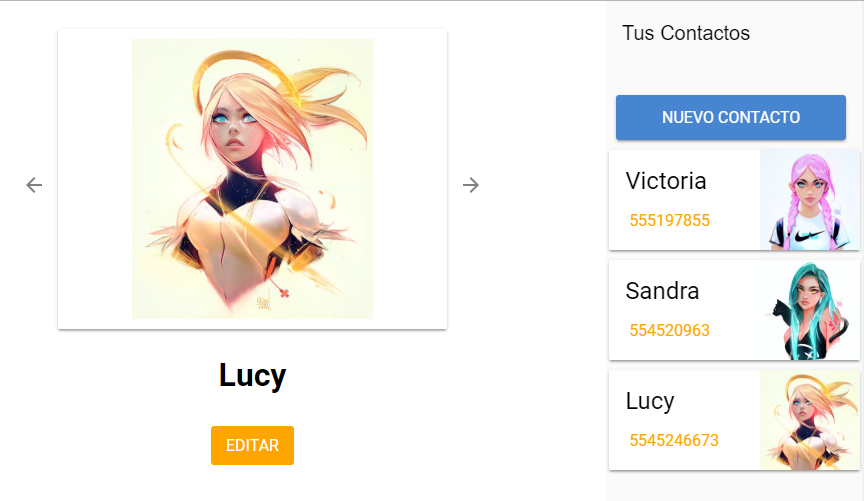 Tus Contactos
NUEVO CONTACTO
Victoria
555197855
Sandra
554520963
Lucy
5545246673
Lucy
EDITAR